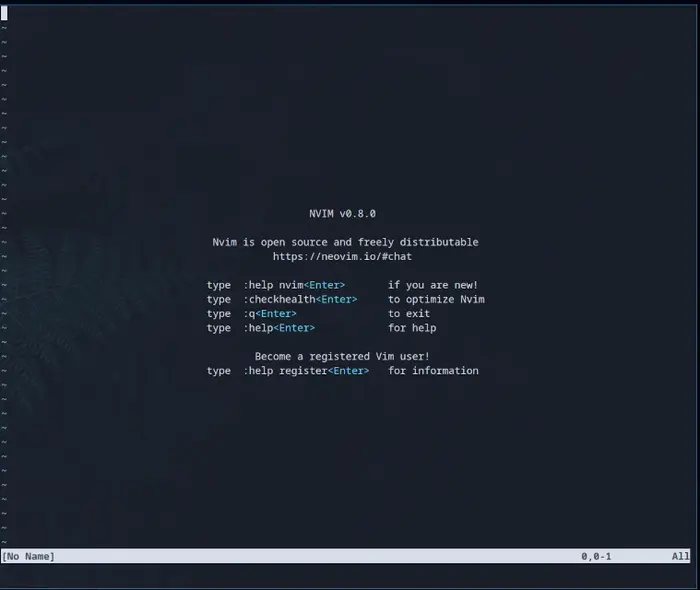 ~
~
~
~
~
~
~
~
~
~
~
~
~
~ NVIM v0.8.0
~
~ Nvim is open source and freely distributable
~ https://neovim.io/#chat
~
~ type :help nvim<Enter> if you are new!
~ type :checkhealth<Enter> to optimize Nvim
~ type :q<Enter> to exit
~ type :help<Enter> for help
~
~ Become a registered Vim user!
~ type :help register<Enter> for information
~
~
~
~
~
~
~
~
~
~
~
~
[No Name] 0,0-1 All